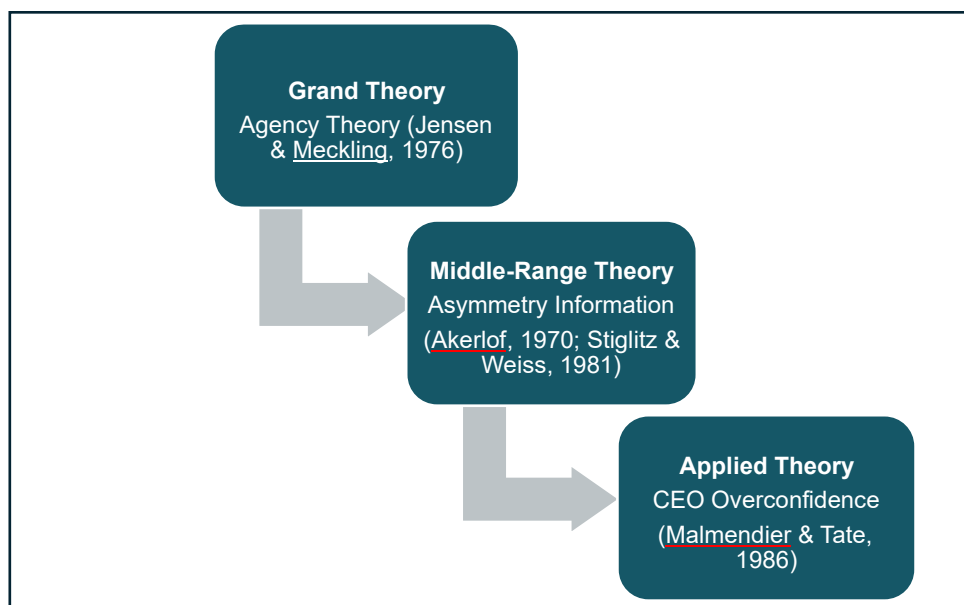 Grand Theory
Agency Theory (Jensen
& Meckling, 1976)
Middle-Range Theory
Asymmetry Information
(Akerlof, 1970; Stiglitz &
Weiss, 1981)
Applied Theory
CEO Overconfidence
(Malmendier & Tate,
1986)